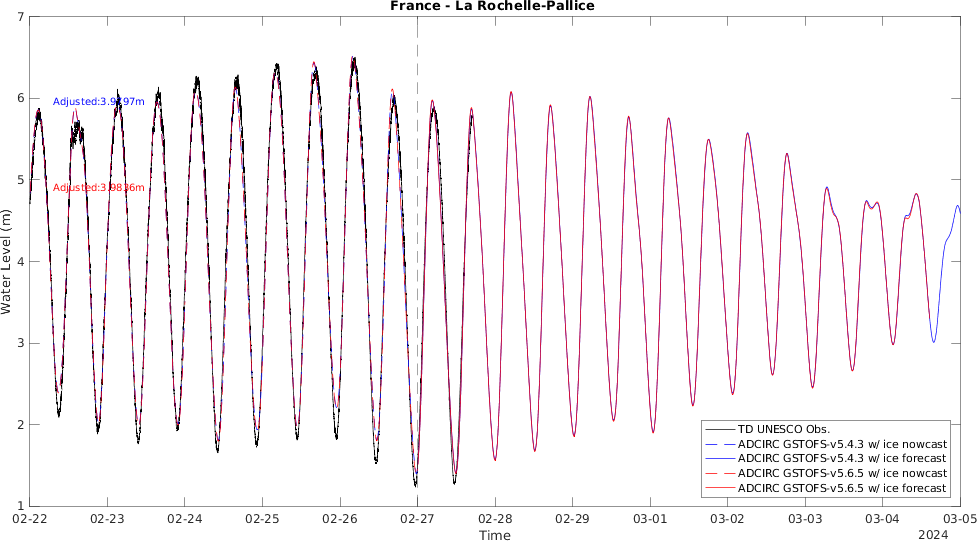 France - La Rochelle-Pallice
Water Level (m)
7
6
5
4
3
2
1
Adjusted:3.9797m
Adjusted:3.9836m
TD UNESCO Obs.
ADCIRC GSTOFS-v5.4.3 w/ ice nowcast
ADCIRC GSTOFS-v5.4.3 w/ ice forecast
ADCIRC GSTOFS-v5.6.5 w/ ice nowcast
ADCIRC GSTOFS-v5.6.5 w/ ice forecast
02-22 02-23 02-24 02-25 02-26 02-27 02-28 02-29 03-01 03-02 03-03 03-04 03-05
Time
2024